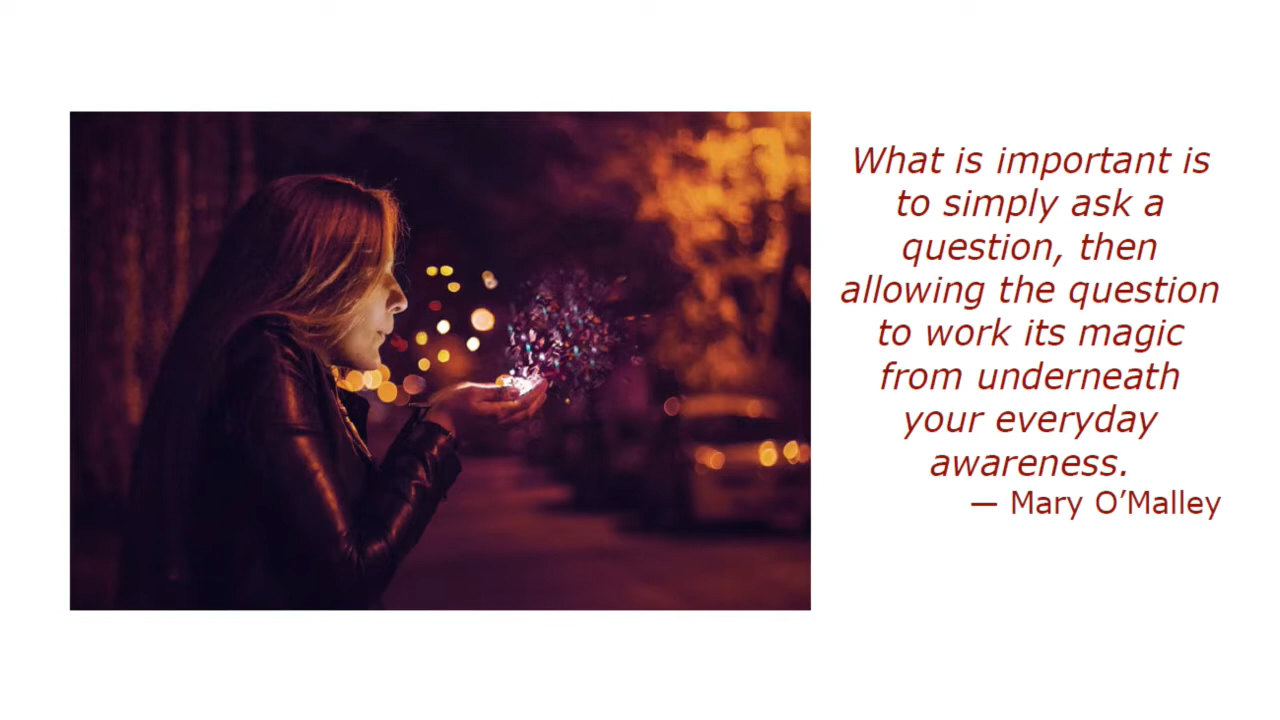 What is important is
to simply ask a
question, then
allowing the question
to work its magic
from underneath
your everyday
awareness.
— Mary O’Malley